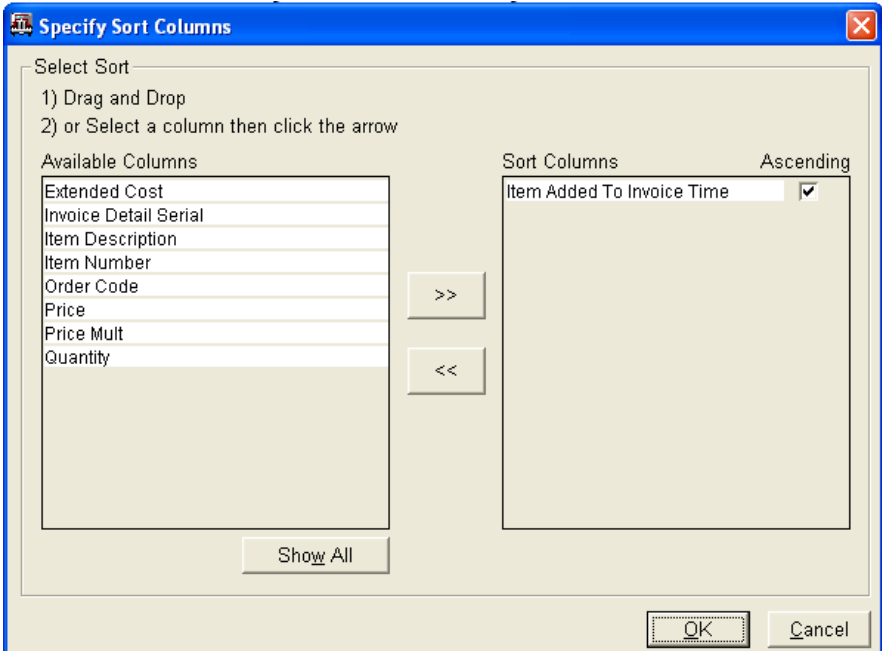 Specify Sort Columns
Select Sort
1) Drag and Drop
2) or Select a column then click the arrow
Available Columns
Extended Cost
Invoice Detail Serial
Item Description
Item Number
Order Code
Price
Price Mult
Quantity
Show All
>>
<<
Sort Columns Ascending
Item Added To Invoice Time
OK Cancel